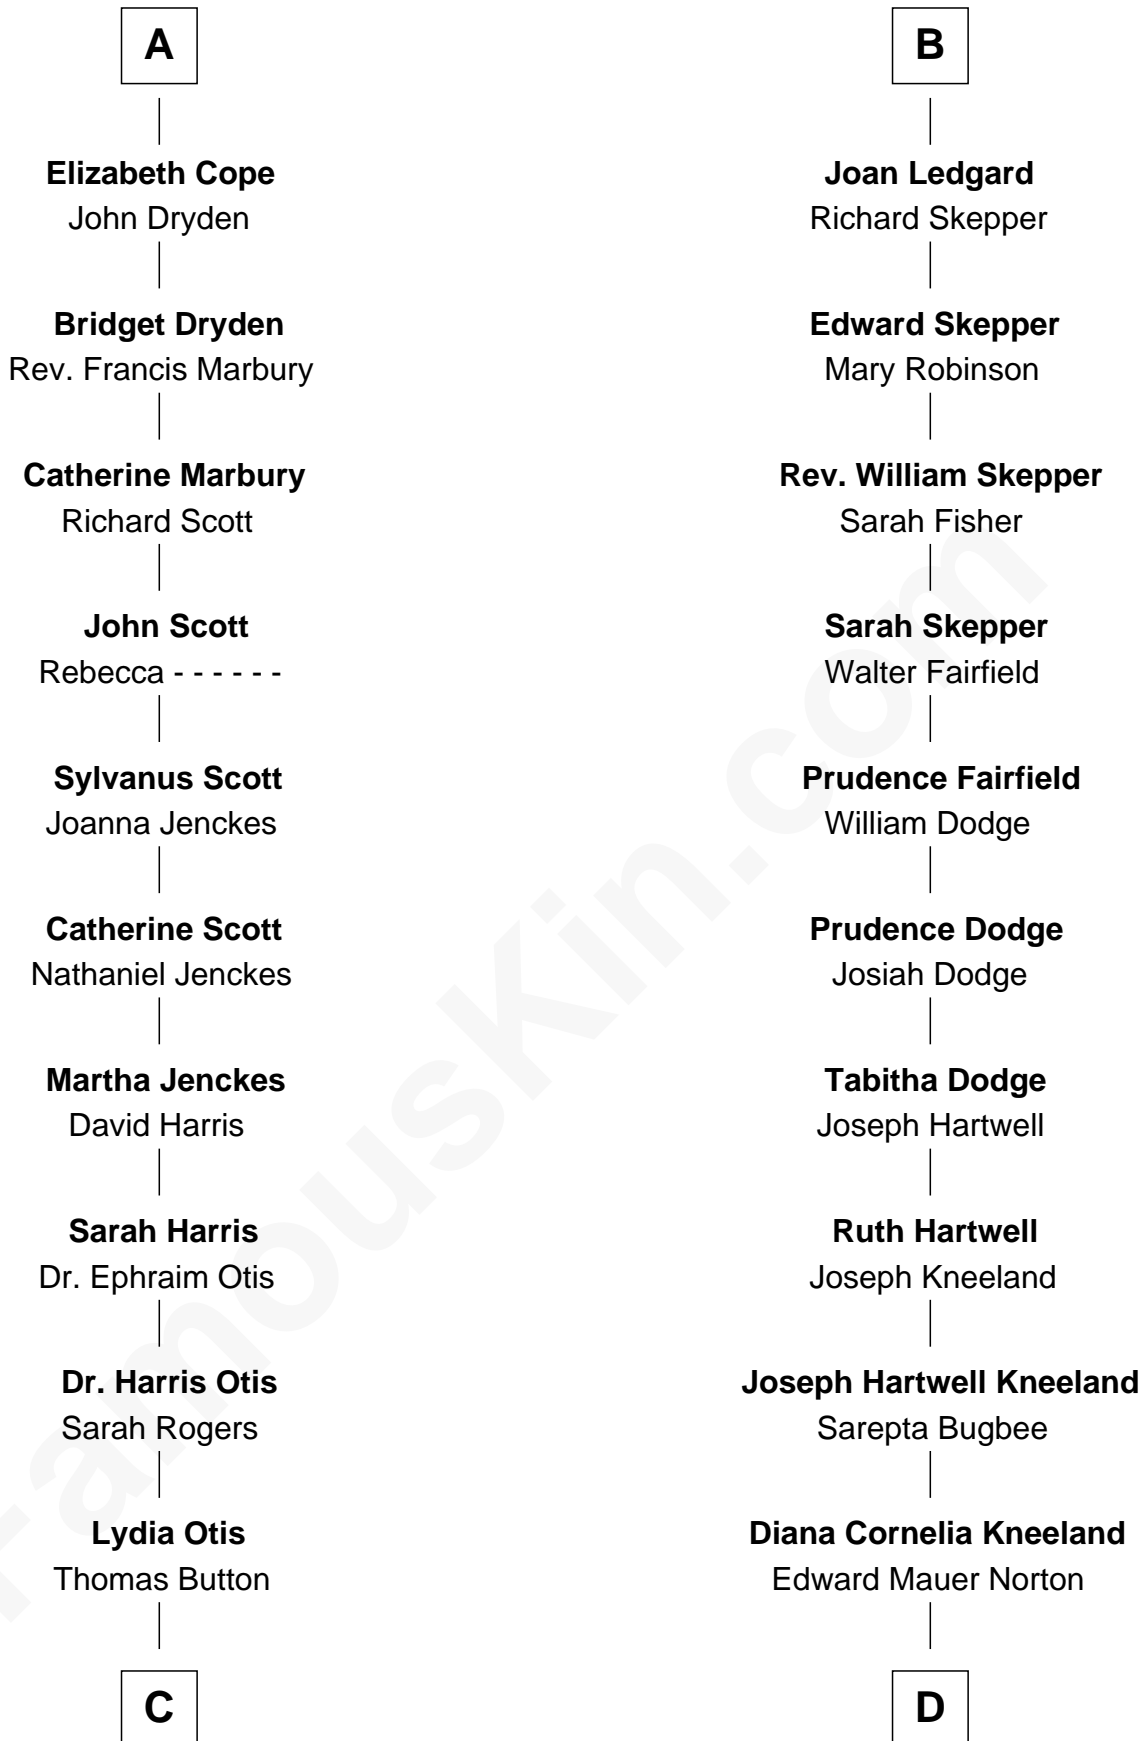 A
Elizabeth Cope
John Dryden
Bridget Dryden
Rev. Francis Marbury
Catherine Marbury
Richard Scott
John Scott
Rebecca - - - - - -
Sylvanus Scott
Joanna Jenckes
Catherine Scott
Nathaniel Jenckes
Martha Jenckes
David Harris
Sarah Harris
Dr. Ephraim Otis
Dr. Harris Otis
Sarah Rogers
Lydia Otis
Thomas Button
C
B
Joan Ledgard
Richard Skepper
Edward Skepper
Mary Robinson
Rev. William Skepper
Sarah Fisher
Sarah Skepper
Walter Fairfield
Prudence Fairfield
William Dodge
Prudence Dodge
Josiah Dodge
Tabitha Dodge
Joseph Hartwell
Ruth Hartwell
Joseph Kneeland
Joseph Hartwell Kneeland
Sarepta Bugbee
Diana Cornelia Kneeland
Edward Mauer Norton
D
FamousKin.com